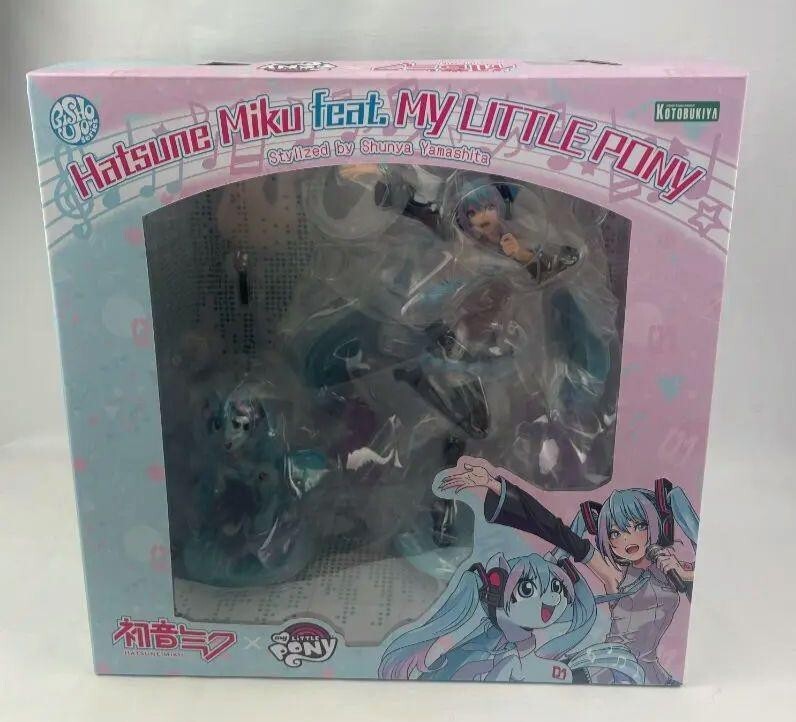 BISHOUJO
KOTOBUKIYA
Hatsune Miku feat. MY LITTLE PONY
Stylized by Shunya Yamashita
初音ミク
HATSUNE MIKU
×
my LITTLE
PONY
01